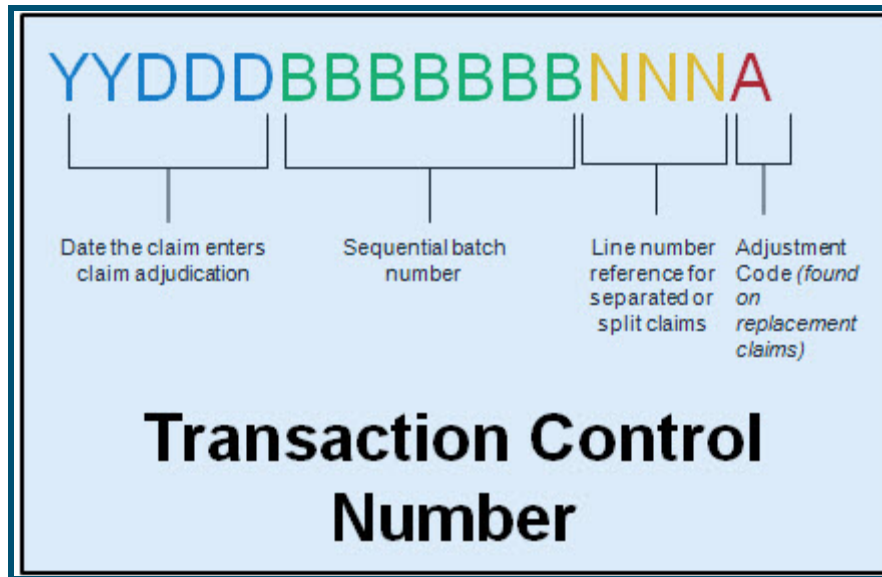 YYDDDBBBBBBBNNNA
Date the claim enters
claim adjudication
Sequential batch
number
Line number
reference for
separated or
split claims
Adjustment
Code (found
on
replacement
claims)
Transaction Control
Number